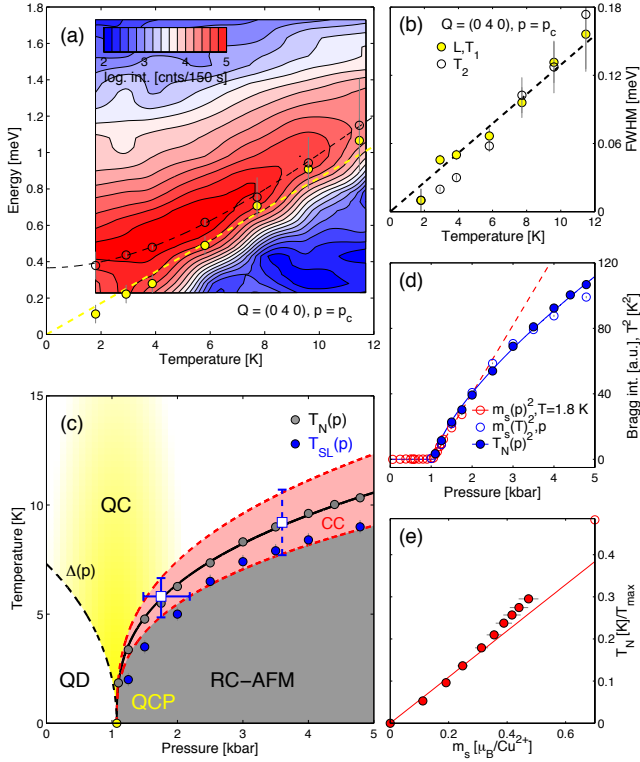 (a)
2 3 4 5
log. int. [cnts/150 s]
Energy [meV]
1.6
1.4
1.2
1
0.8
0.6
0.4
0.2
0
Q = (0 4 0), p = p_c
0 2 4 6 8 10 12
Temperature [K]
(b)
Q = (0 4 0), p = p_c
L,T_1
T_2
0.18
0.12
0.06
0
FWHM [meV]
0 2 4 6 8 10 12
Temperature [K]
(c)
T_N(p)
T_SL(p)
15
10
5
0
Temperature [K]
QC
CC
Δ(p)
QD
QCP
RC−AFM
0 1 2 3 4 5
Pressure [kbar]
(d)
120
80
40
0
Bragg int. [a.u.], T² [K²]
m_s(p)², T=1.8 K
m_s(T)², p
T_N(p)²
0 1 2 3 4 5
Pressure [kbar]
(e)
0.4
0.3
0.2
0.1
0
T_N [K]/T_max
0 0.2 0.4 0.6
m_s [μ_B/Cu²⁺]